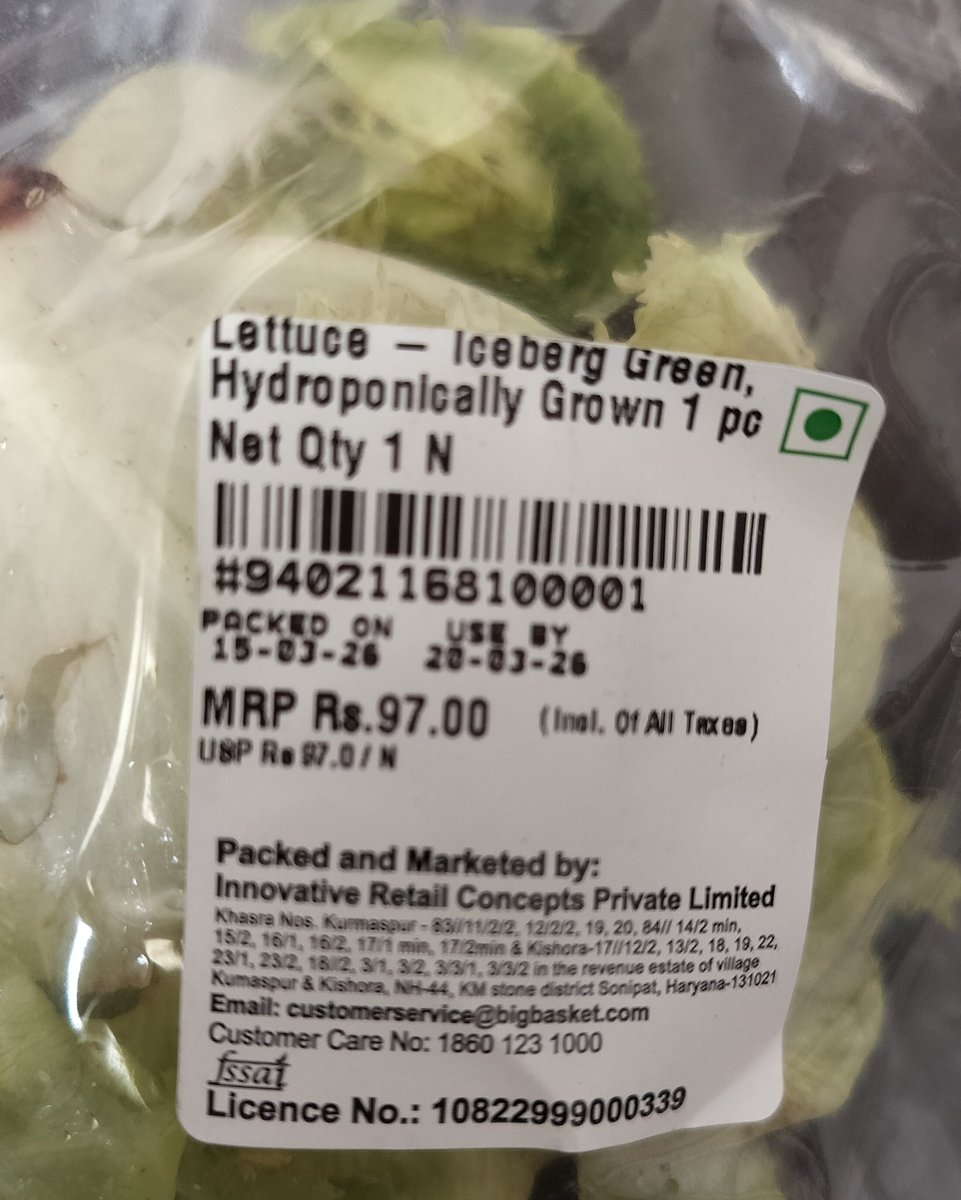 Lettuce – Iceberg Green,
Hydroponically Grown 1 pc
Net Qty 1 N
#94021168100001
PACKED ON USE BY
15-03-26 20-03-26
MRP Rs.97.00 (Incl. Of All Taxes)
USP Rs 97.0 / N
Packed and Marketed by:
Innovative Retail Concepts Private Limited
Khasra Nos. Kurmaspur - 83//11/2/2, 12/2/2, 19, 20, 84// 14/2 min,
15/2, 16/1, 16/2, 17/1 min, 17/2min & Kishora-17//12/2, 13/2, 18, 19, 22,
23/1, 23/2, 18//2, 3/1, 3/2, 3/3/1, 3/3/2 in the revenue estate of village
Kumaspur & Kishora, NH-44, KM stone district Sonipat, Haryana-131021
Email: customerservice@bigbasket.com
Customer Care No: 1860 123 1000
fssai
Licence No.: 10822999000339